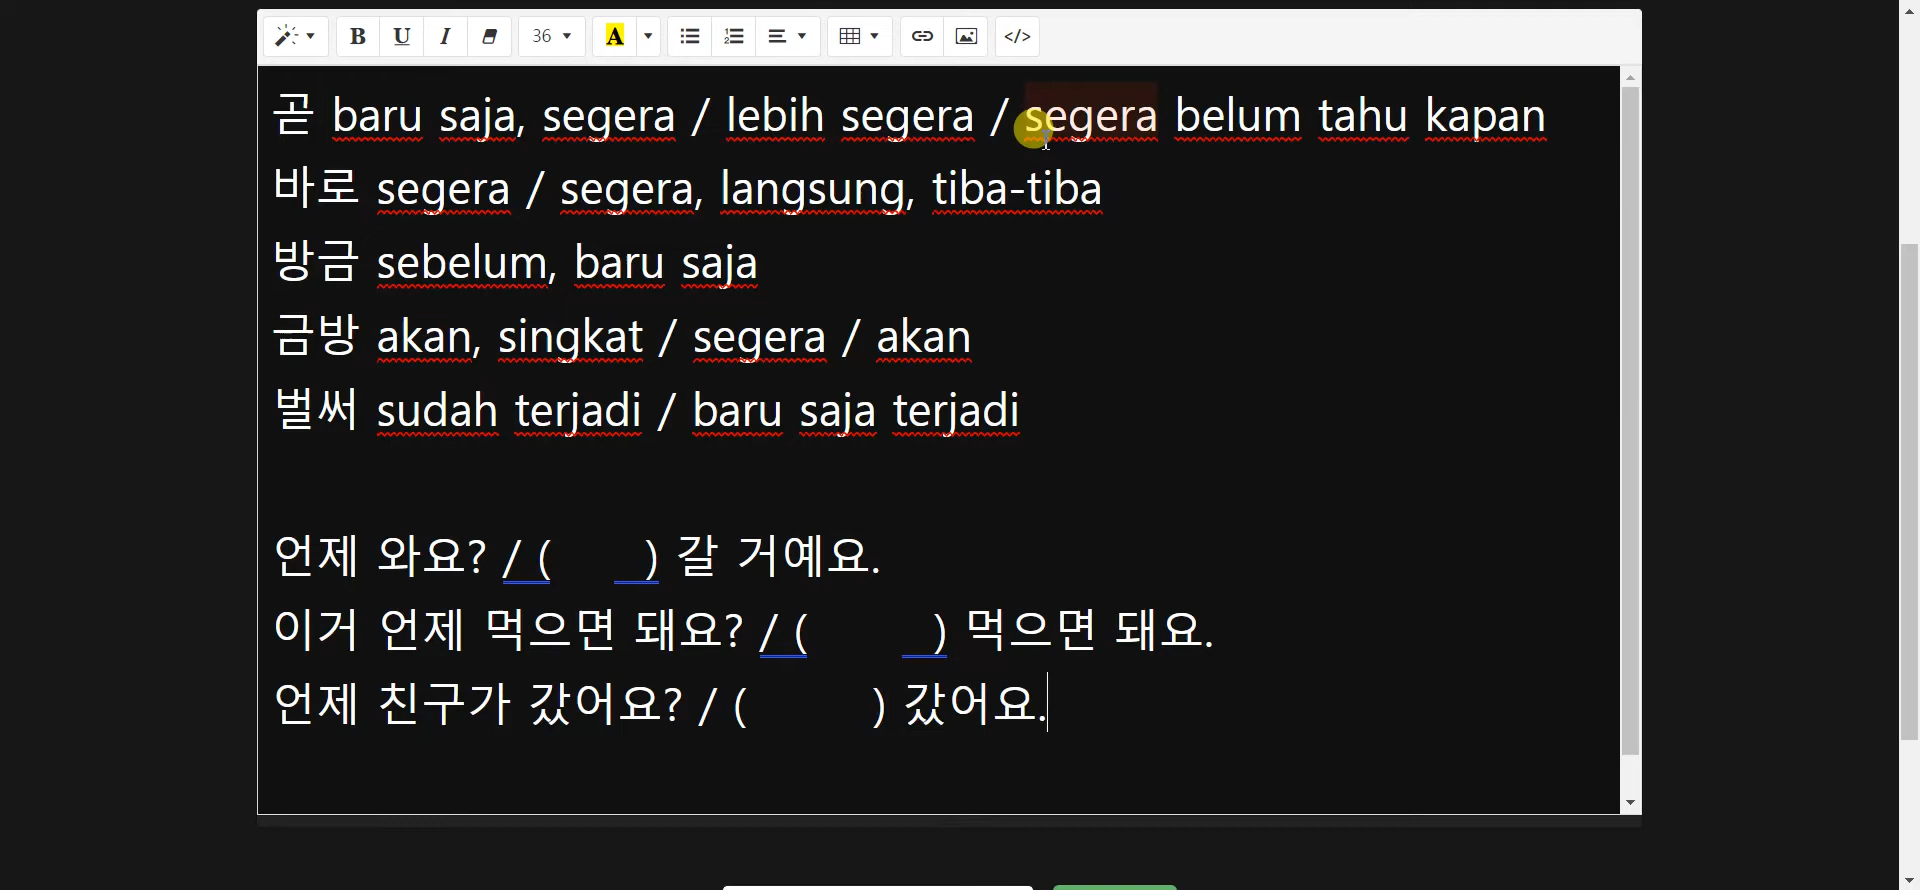 B U I 36 A </>
곧 baru saja, segera / lebih segera / segera belum tahu kapan
바로 segera / segera, langsung, tiba-tiba
방금 sebelum, baru saja
금방 akan, singkat / segera / akan
벌써 sudah terjadi / baru saja terjadi
언제 와요? / ( ) 갈 거예요.
이거 언제 먹으면 돼요? / ( ) 먹으면 돼요.
언제 친구가 갔어요? / ( ) 갔어요.